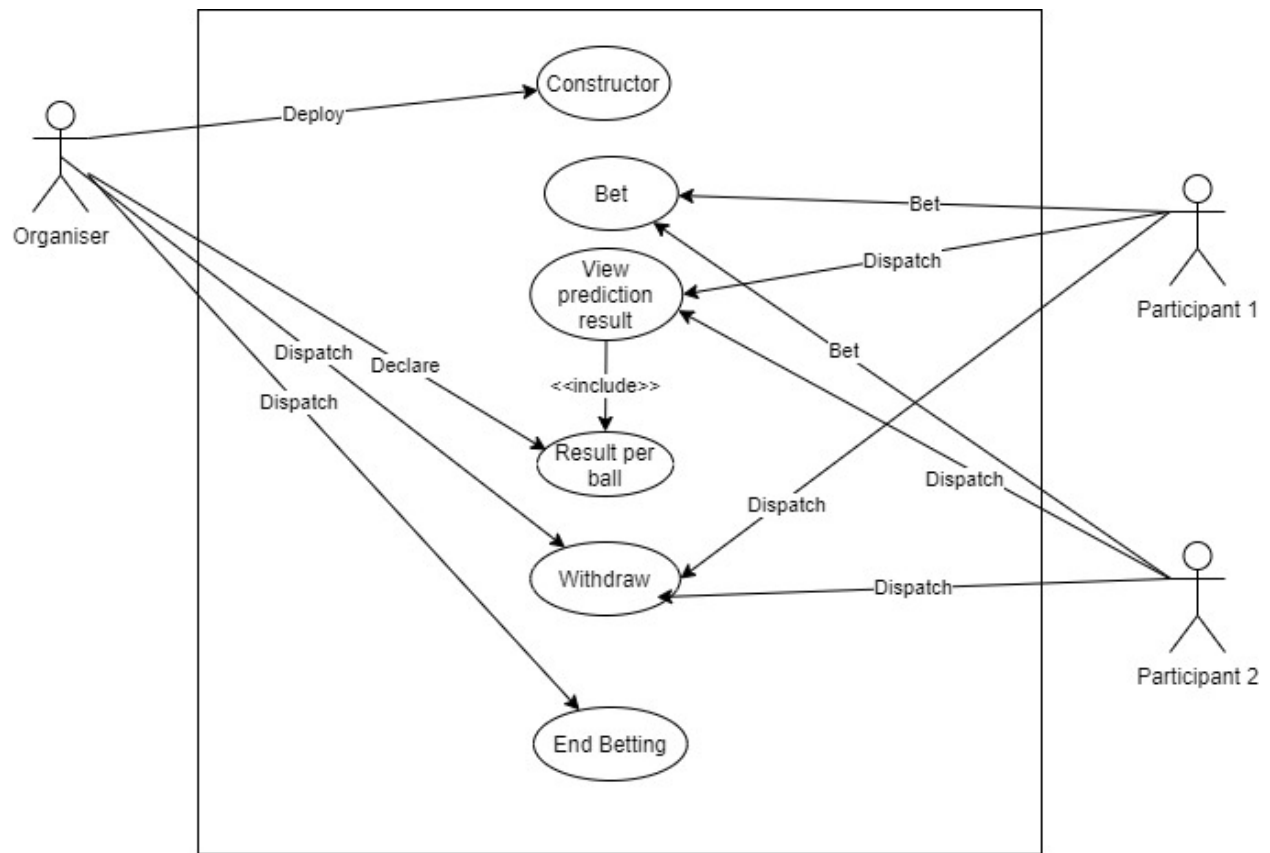 Constructor
Deploy
Organiser
Bet
Bet
View
prediction
result
Dispatch
Participant 1
Dispatch
Declare
Bet
<<include>>
Dispatch
Result per
ball
Dispatch
Dispatch
Withdraw
Dispatch
Participant 2
End Betting